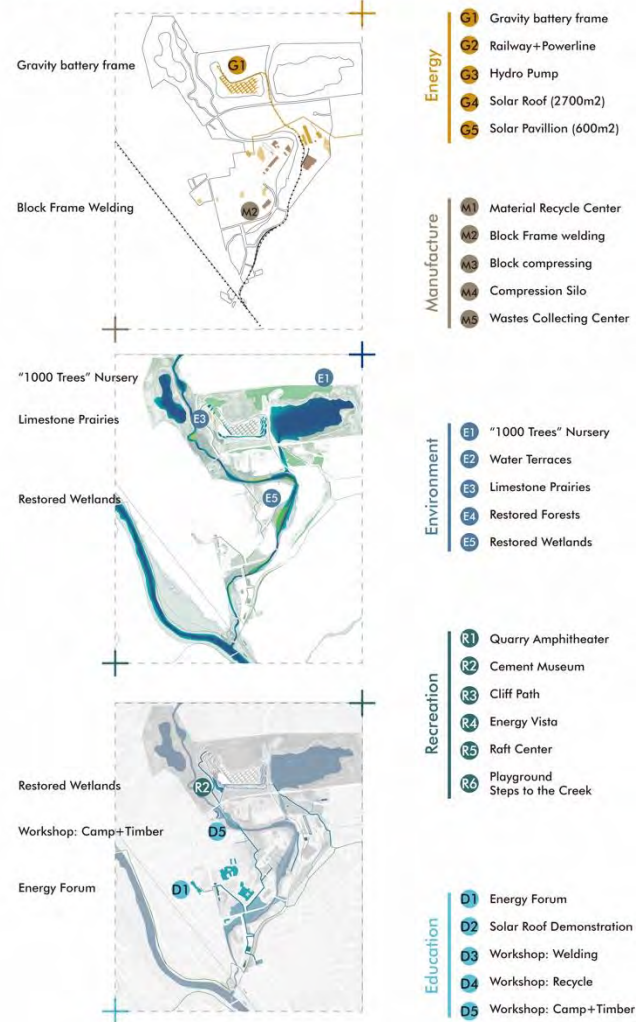 Gravity battery frame
G1
Block Frame Welding
M2
Energy
G1 Gravity battery frame
G2 Railway+Powerline
G3 Hydro Pump
G4 Solar Roof (2700m2)
G5 Solar Pavillion (600m2)
Manufacture
M1 Material Recycle Center
M2 Block Frame welding
M3 Block compressing
M4 Compression Silo
M5 Wastes Collecting Center
"1000 Trees" Nursery
E1
Limestone Prairies
E3
Restored Wetlands
E5
Environment
E1 "1000 Trees" Nursery
E2 Water Terraces
E3 Limestone Prairies
E4 Restored Forests
E5 Restored Wetlands
Recreation
R1 Quarry Amphitheater
R2 Cement Museum
R3 Cliff Path
R4 Energy Vista
R5 Raft Center
R6 Playground
Steps to the Creek
Restored Wetlands
R2
Workshop: Camp+Timber
D5
Energy Forum
D1
Education
D1 Energy Forum
D2 Solar Roof Demonstration
D3 Workshop: Welding
D4 Workshop: Recycle
D5 Workshop: Camp+Timber